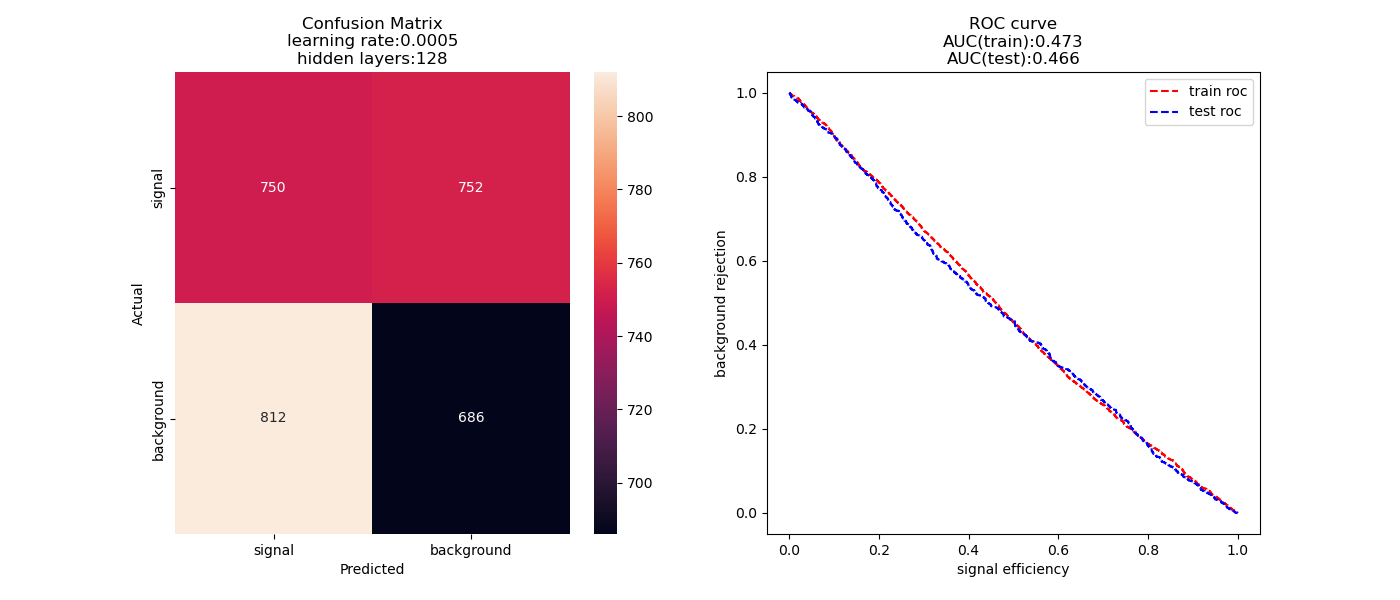 Confusion Matrix
learning rate:0.0005
hidden layers:128
signal
background
Actual
750
752
812
686
signal
background
Predicted
800
780
760
740
720
700
ROC curve
AUC(train):0.473
AUC(test):0.466
train roc
test roc
1.0
0.8
0.6
0.4
0.2
0.0
background rejection
0.0
0.2
0.4
0.6
0.8
1.0
signal efficiency